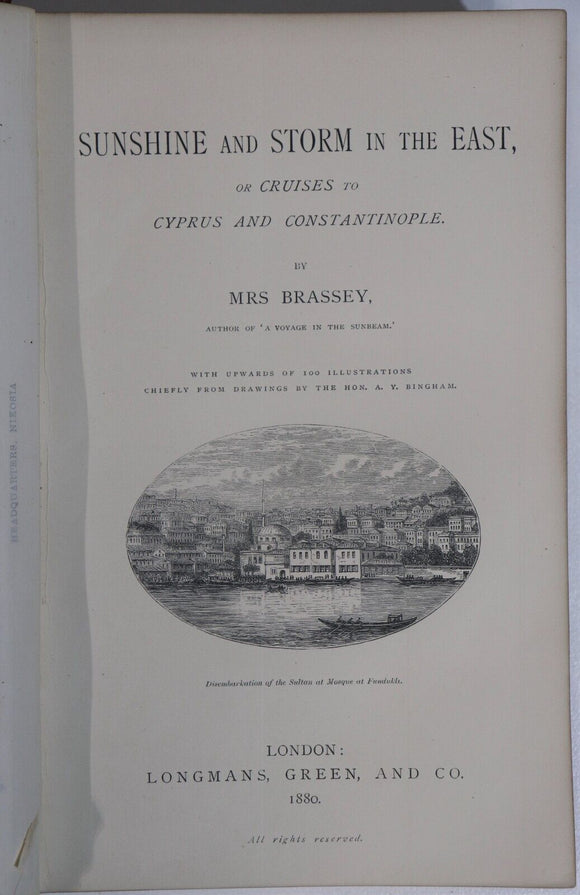 HEADQUARTERS, NIKOSIA
SUNSHINE AND STORM IN THE EAST,
OR CRUISES TO
CYPRUS AND CONSTANTINOPLE.
BY
MRS BRASSEY,
AUTHOR OF 'A VOYAGE IN THE SUNBEAM.'
WITH UPWARDS OF 100 ILLUSTRATIONS
CHIEFLY FROM DRAWINGS BY THE HON. A. Y. BINGHAM.
Disembarkation of the Sultan at Mosque at Fundukli.
LONDON:
LONGMANS, GREEN, AND CO.
1880.
All rights reserved.